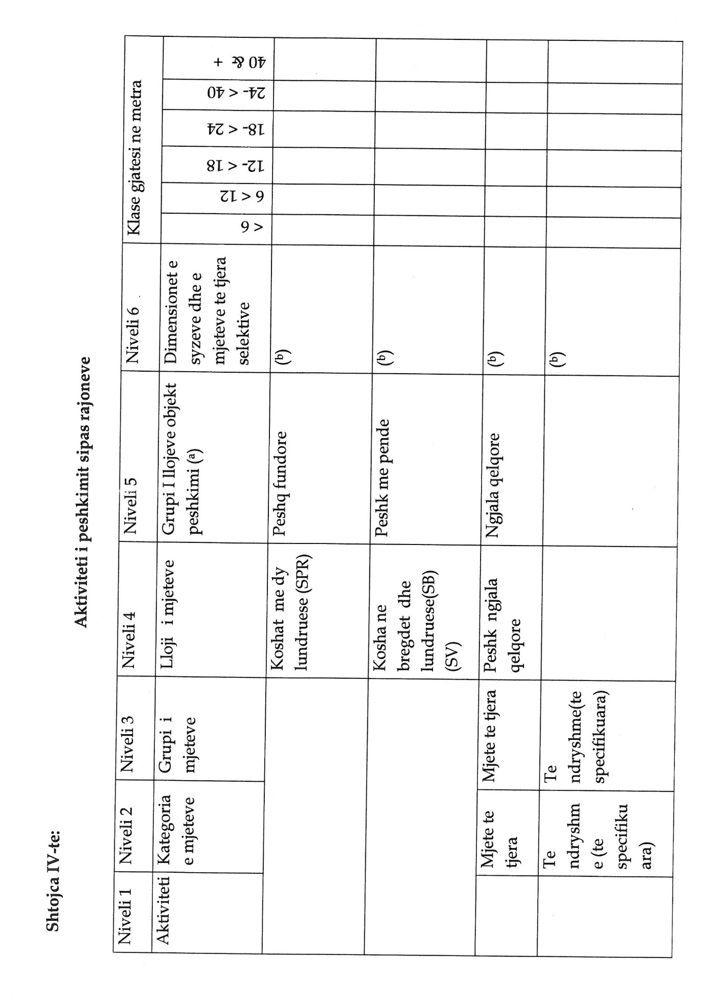 Shtojca IV-te:
Aktiviteti i peshkimit sipas rajoneve
Niveli 1
Niveli 2
Niveli 3
Niveli 4
Niveli 5
Niveli 6
Klase gjatesi ne metra
Aktiviteti
Kategoria
e mjeteve
Grupi i
mjeteve
Lloji i mjeteve
Grupi I llojeve objekt
peshkimi (a)
Dimensionet e
syzeve dhe e
mjeteve te tjera
selektive
< 6
6 < 12
12- < 18
18- < 24
24- < 40
40 & +
Koshat me dy
lundruese (SPR)
Peshq fundore
(b)
Kosha ne
bregdet dhe
lundruese(SB)
(SV)
Peshk me pende
(b)
Mjete te
tjera
Mjete te tjera
Peshk ngjala
qelqore
Ngjala qelqore
(b)
Te
ndryshm
e (te
specifiku
ara)
Te
ndryshme(te
specifikuara)
(b)